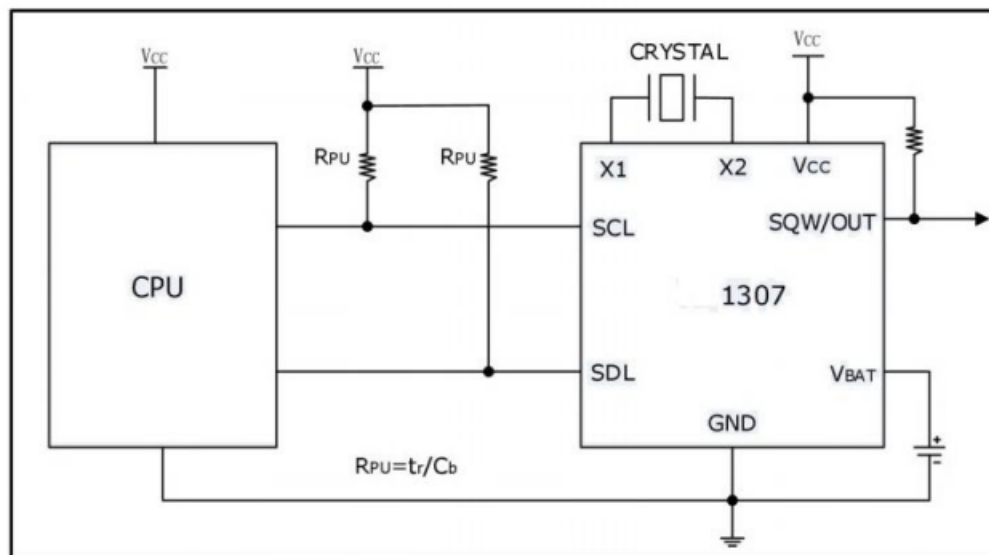 VCC
VCC
VCC
CRYSTAL
RPU
RPU
X1
X2
VCC
SCL
SQW/OUT
CPU
1307
SDL
VBAT
GND
RPU=tr/Cb
+
-